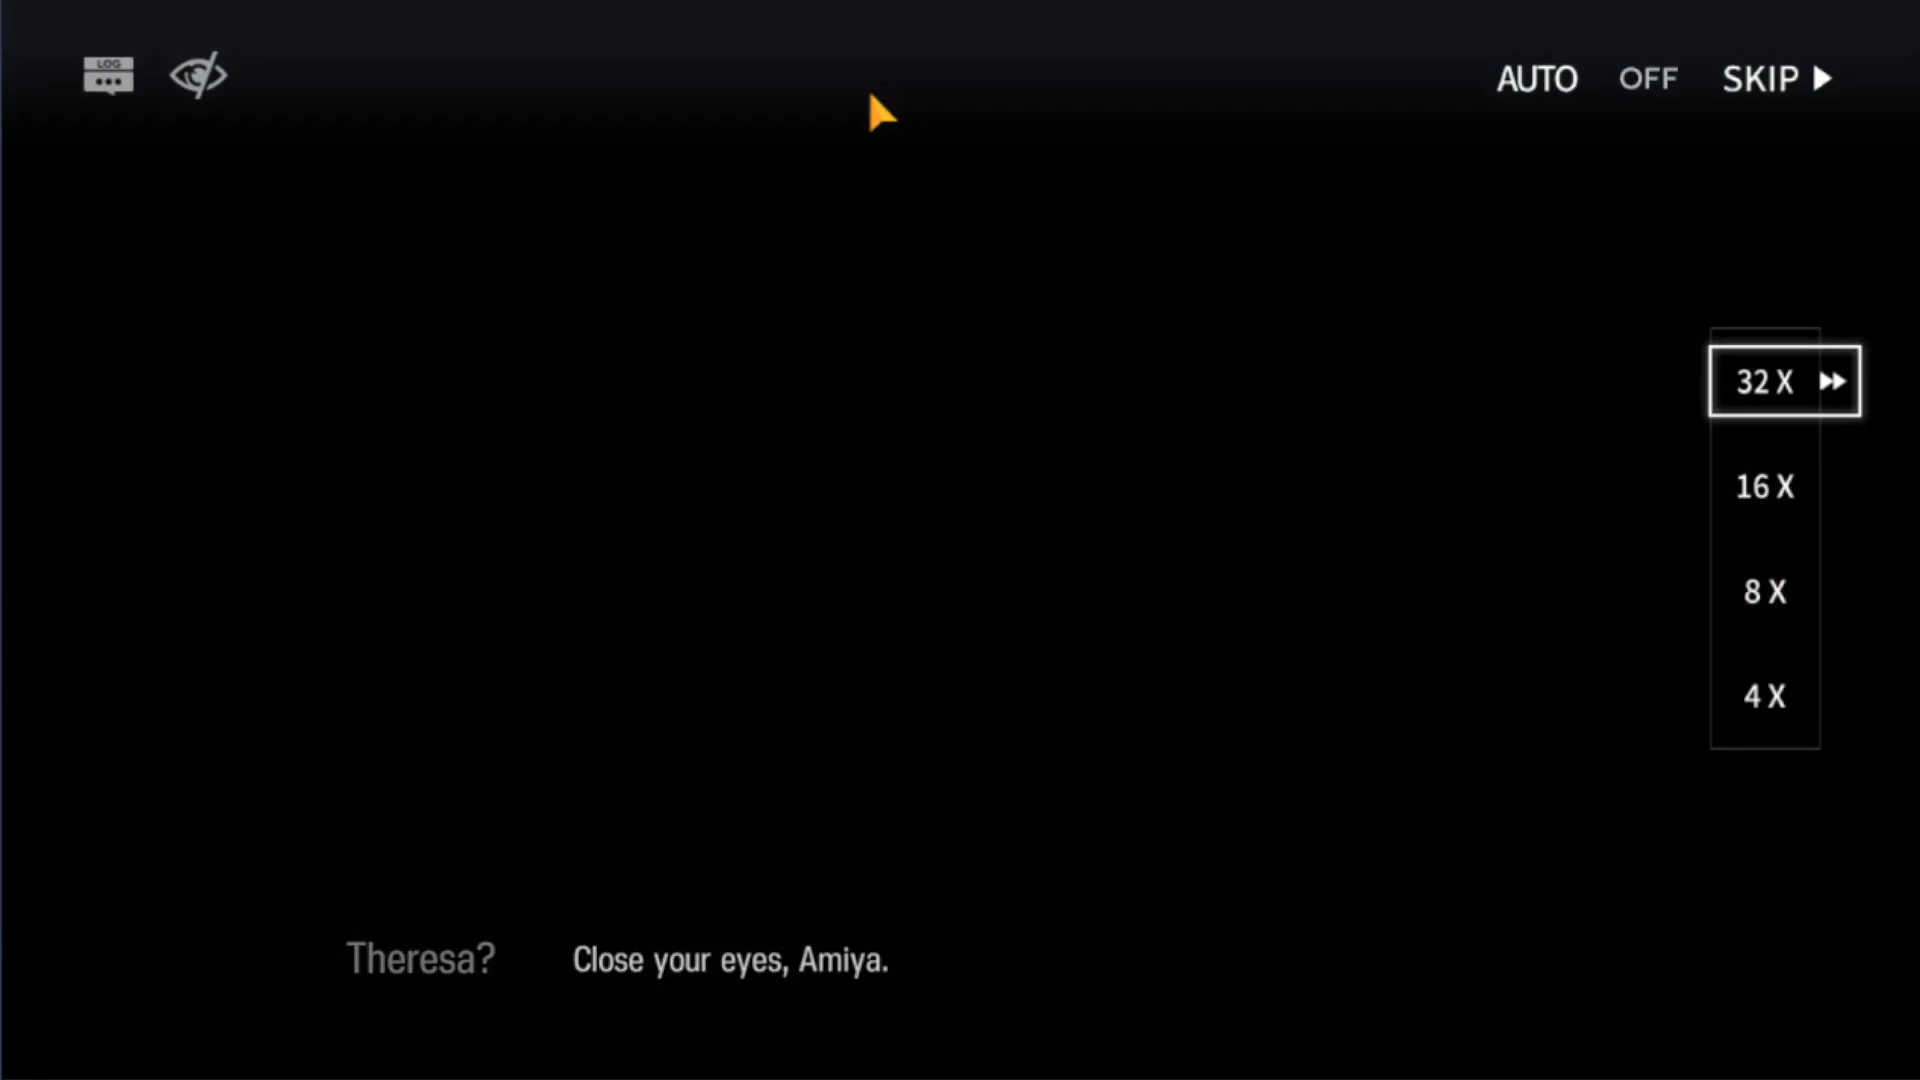 LOG
AUTO OFF SKIP
32 X
16 X
8 X
4 X
Theresa? Close your eyes, Amiya.